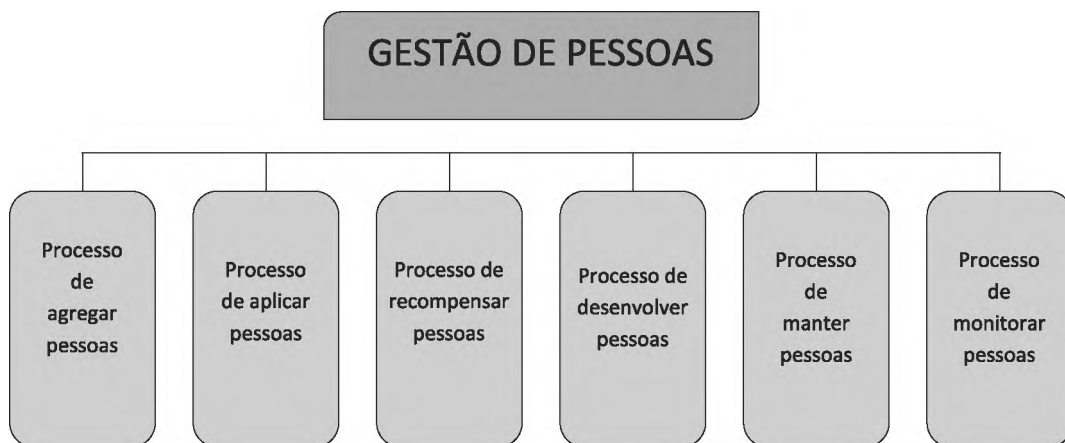 GESTÃO DE PESSOAS
Processo
de
agregar
pessoas
Processo
de aplicar
pessoas
Processo de
recompensar
pessoas
Processo de
desenvolver
pessoas
Processo
de
manter
pessoas
Processo
de
monitorar
pessoas